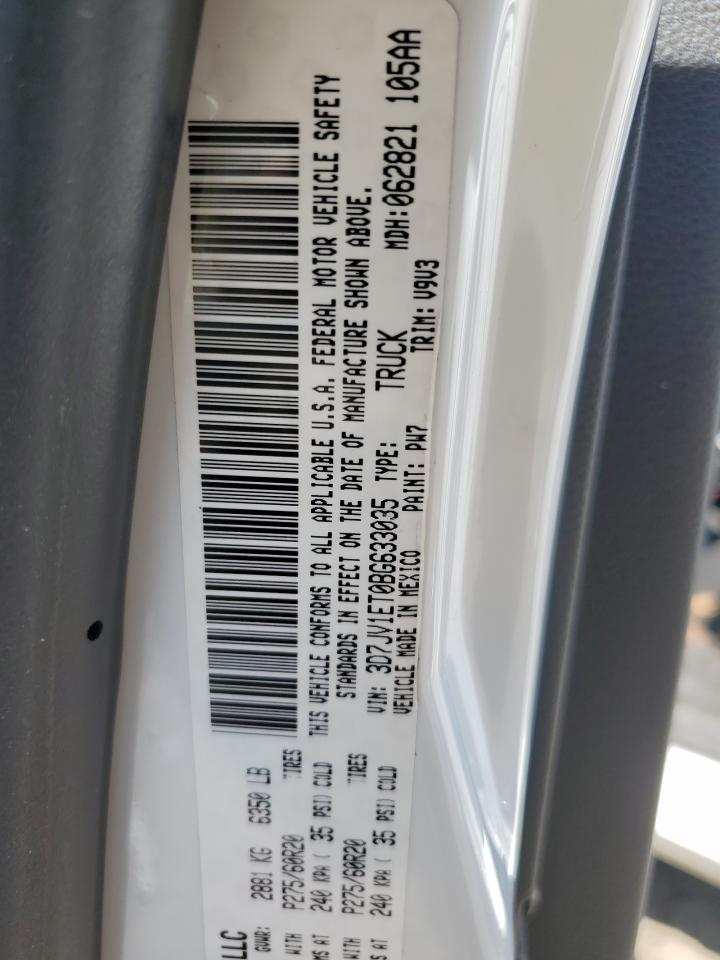 LLC
GVWR: 2881 KG 6350 LB
WITH P275/60R20 TIRES
MS AT 240 KPA ( 35 PSI) COLD
WITH P275/60R20 TIRES
S AT 240 KPA ( 35 PSI) COLD
THIS VEHICLE CONFORMS TO ALL APPLICABLE U.S.A. FEDERAL MOTOR VEHICLE SAFETY
STANDARDS IN EFFECT ON THE DATE OF MANUFACTURE SHOWN ABOVE.
VIN: 3D7JV1ET0BG633035 TYPE: TRUCK MDH:062821 105AA
VEHICLE MADE IN MEXICO PAINT: PW7 TRIM: V9V3